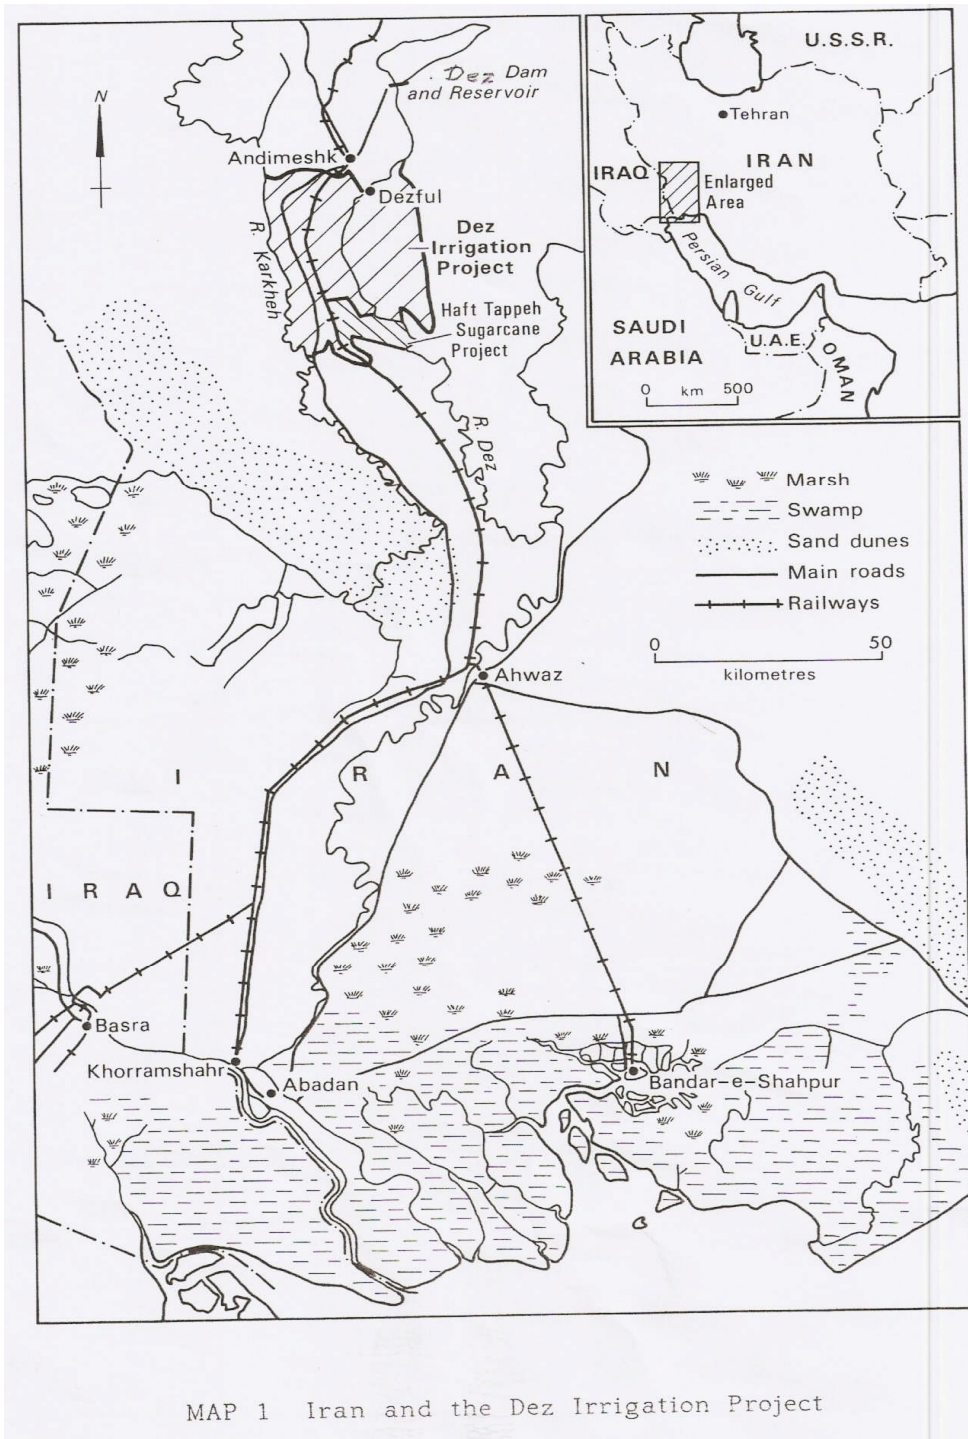 N
Dez Dam
and Reservoir
Andimeshk
Dezful
R. Karkheh
Dez
Irrigation
Project
Haft Tappeh
Sugarcane
Project
R. Dez
U.S.S.R.
Tehran
IRAN
IRAQ
Enlarged
Area
Persian Gulf
SAUDI
ARABIA
U.A.E.
OMAN
0 km 500
Marsh
Swamp
Sand dunes
Main roads
Railways
0 50
kilometres
Ahwaz
I R A N
I R A Q
Basra
Khorramshahr
Abadan
Bandar-e-Shahpur
MAP 1 Iran and the Dez Irrigation Project